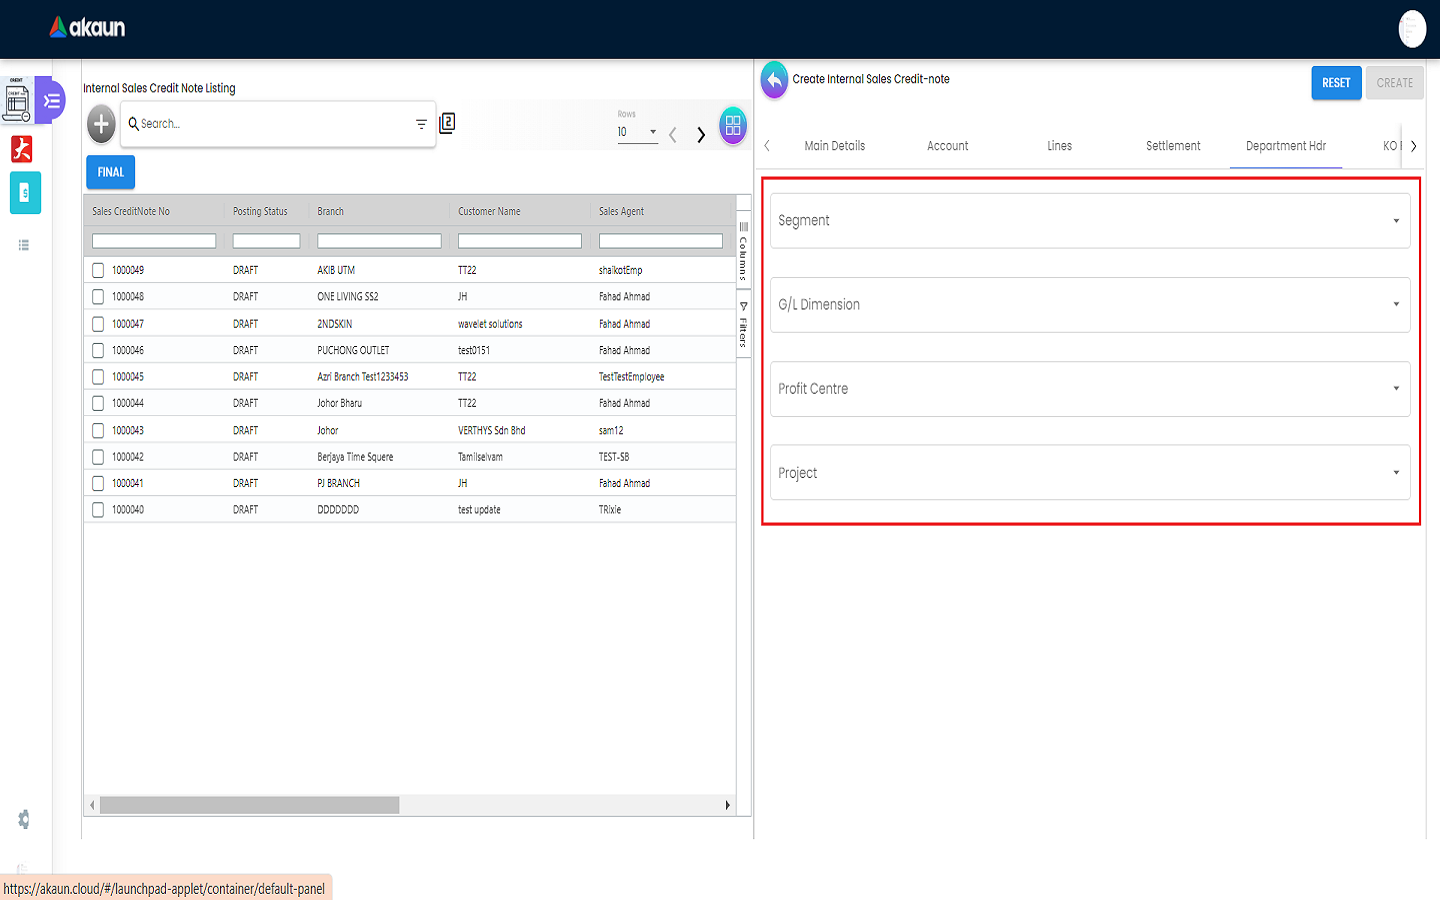 akaun
Internal Sales Credit Note Listing
Search...
2
Rows
10
FINAL
Sales CreditNote No Posting Status Branch Customer Name Sales Agent
1000049 DRAFT AKIB UTM TT22 shaikotEmp
1000048 DRAFT ONE LIVING SS2 JH Fahad Ahmad
1000047 DRAFT 2NDSKIN wavelet solutions Fahad Ahmad
1000046 DRAFT PUCHONG OUTLET test0151 Fahad Ahmad
1000045 DRAFT Azri Branch Test1233453 TT22 TestTestEmployee
1000044 DRAFT Johor Bharu TT22 Fahad Ahmad
1000043 DRAFT Johor VERTHYS Sdn Bhd sam12
1000042 DRAFT Berjaya Time Squere Tamilselvam TEST-SB
1000041 DRAFT PJ BRANCH JH Fahad Ahmad
1000040 DRAFT DDDDDDD test update TRixie
Columns
Filters
Create Internal Sales Credit-note
RESET CREATE
Main Details Account Lines Settlement Department Hdr KO
Segment
G/L Dimension
Profit Centre
Project
https://akaun.cloud/#/launchpad-applet/container/default-panel